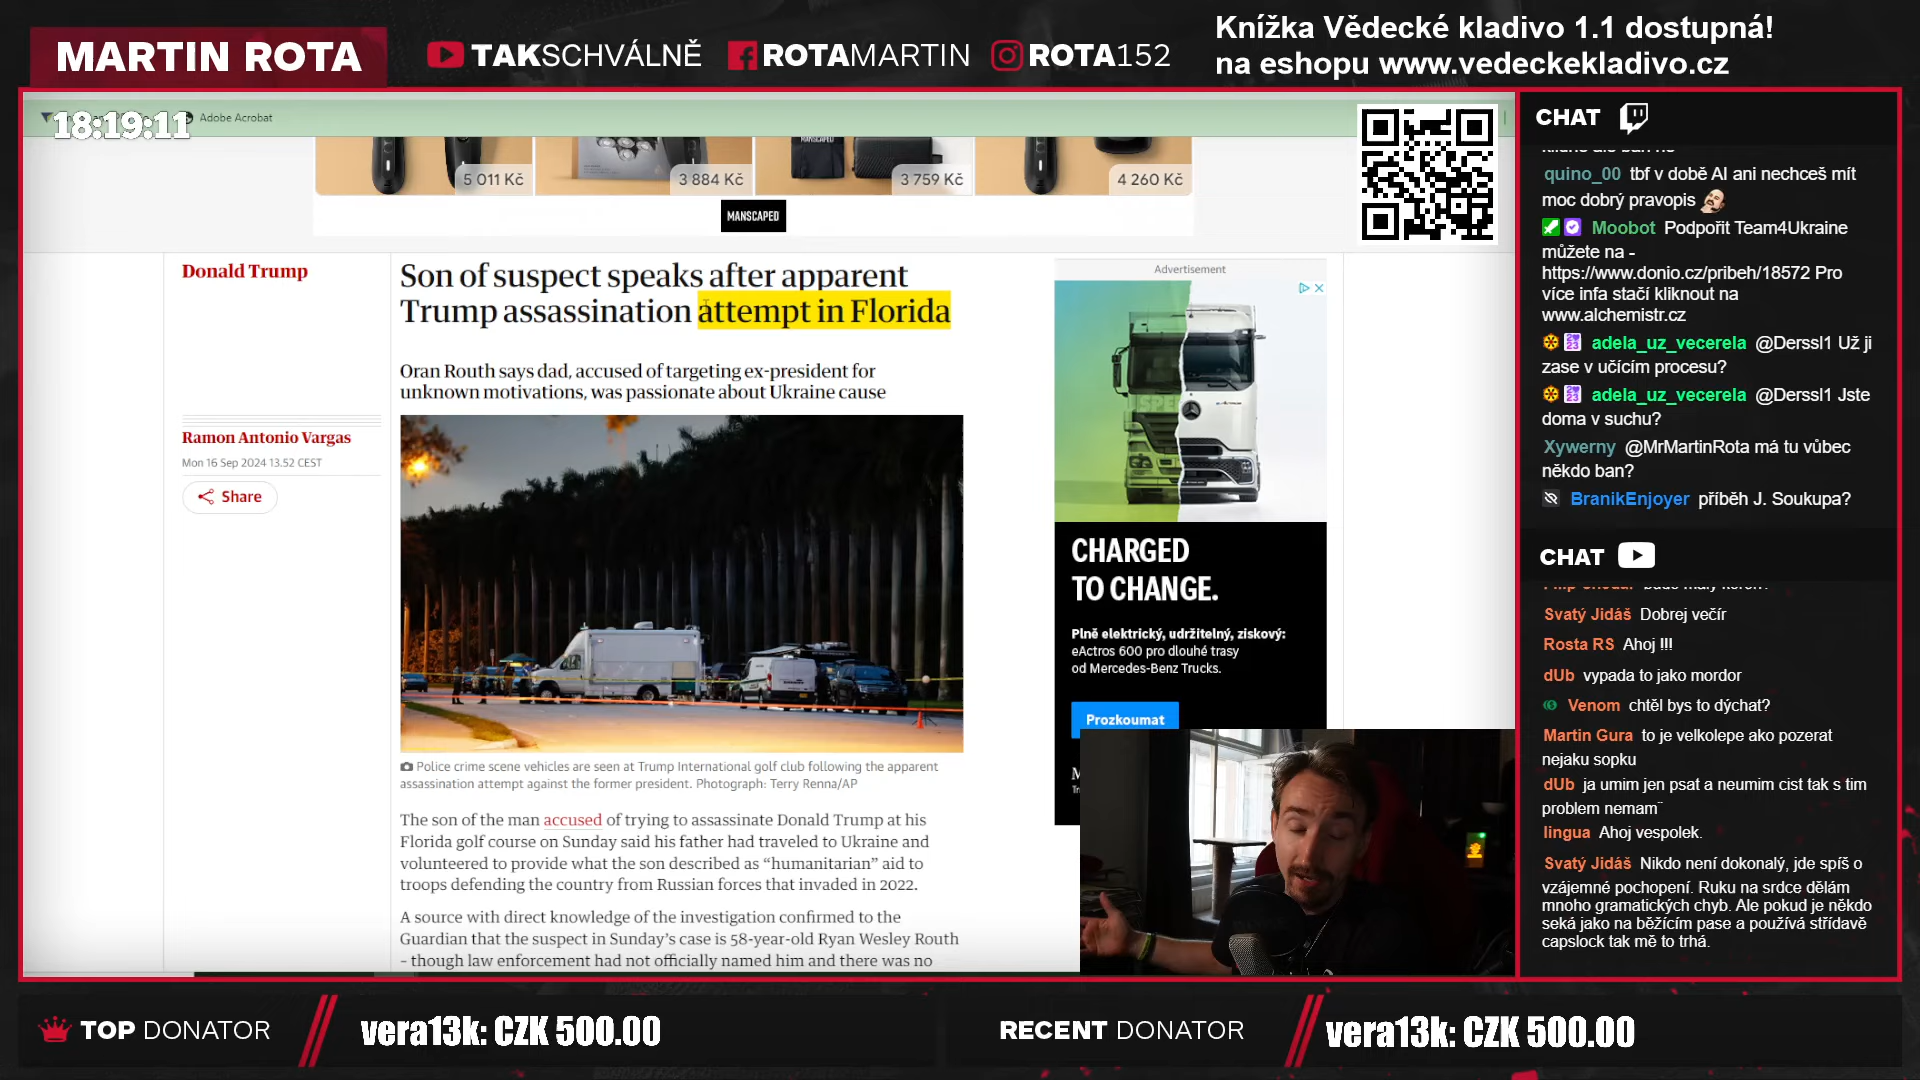 MARTIN ROTA
TAKSCHVÁLNĚ
ROTAMARTIN
ROTA152
Knížka Vědecké kladivo 1.1 dostupná!
na eshopu www.vedeckekladivo.cz
18:19:11
Adobe Acrobat
5 011 Kč
3 884 Kč
3 759 Kč
4 260 Kč
MANSCAPED
Donald Trump
Son of suspect speaks after apparent
Trump assassination attempt in Florida
Oran Routh says dad, accused of targeting ex-president for
unknown motivations, was passionate about Ukraine cause
Ramon Antonio Vargas
Mon 16 Sep 2024 13.52 CEST
Share
Police crime scene vehicles are seen at Trump International golf club following the apparent
assassination attempt against the former president. Photograph: Terry Renna/AP
The son of the man accused of trying to assassinate Donald Trump at his
Florida golf course on Sunday said his father had traveled to Ukraine and
volunteered to provide what the son described as “humanitarian” aid to
troops defending the country from Russian forces that invaded in 2022.
A source with direct knowledge of the investigation confirmed to the
Guardian that the suspect in Sunday’s case is 58-year-old Ryan Wesley Routh
– though law enforcement had not officially named him and there was no
Advertisement
CHARGED
TO CHANGE.
Plně elektrický, udržitelný, ziskový:
eActros 600 pro dlouhé trasy
od Mercedes-Benz Trucks.
Prozkoumat
CHAT
quino_00 tbf v době AI ani nechceš mít
moc dobrý pravopis
Moobot Podpořit Team4Ukraine
můžete na -
https://www.donio.cz/pribeh/18572 Pro
více infa stačí kliknout na
www.alchemistr.cz
adela_uz_vecerela @Derssl1 Už ji
zase v učícím procesu?
adela_uz_vecerela @Derssl1 Jste
doma v suchu?
Xywerny @MrMartinRota má tu vůbec
někdo ban?
BranikEnjoyer příběh J. Soukupa?
CHAT
Svatý Jidáš Dobrej večír
Rosta RS Ahoj !!!
dUb vypada to jako mordor
Venom chtěl bys to dýchat?
Martin Gura to je velkolepe ako pozerat
nejaku sopku
dUb ja umim jen psat a neumim cist tak s tim
problem nemam¨
lingua Ahoj vespolek.
Svatý Jidáš Nikdo není dokonalý, jde spíš o
vzájemné pochopení. Ruku na srdce dělám
mnoho gramatických chyb. Ale pokud je někdo
seká jako na běžícím pase a používá střídavě
capslock tak mě to trhá.
TOP DONATOR
vera13k: CZK 500.00
RECENT DONATOR
vera13k: CZK 500.00